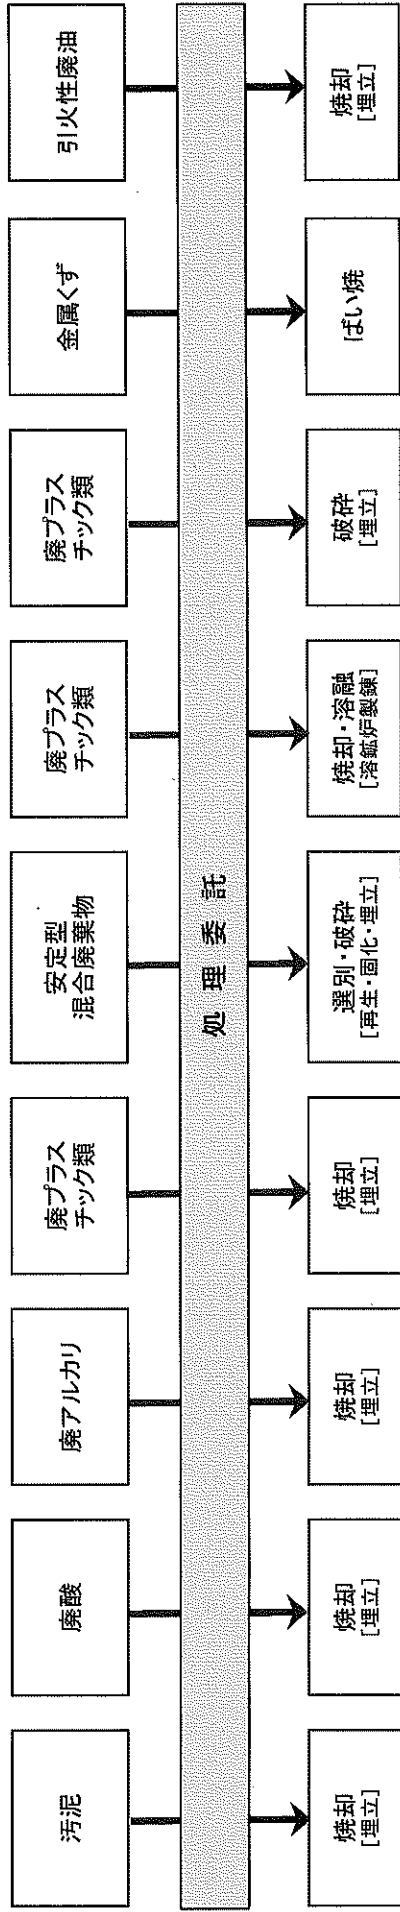 汚泥
廃酸
廃アルカリ
廃プラス
チック類
安定型
混合廃棄物
廃プラス
チック類
廃プラス
チック類
金属くず
引火性廃油
処理委託
焼却
[埋立]
焼却
[埋立]
焼却
[埋立]
焼却
[埋立]
選別・破砕
[再生・固化・埋立]
焼却・溶融
[溶鉱炉製錬]
破砕
[埋立]
ばい焼
焼却
[埋立]